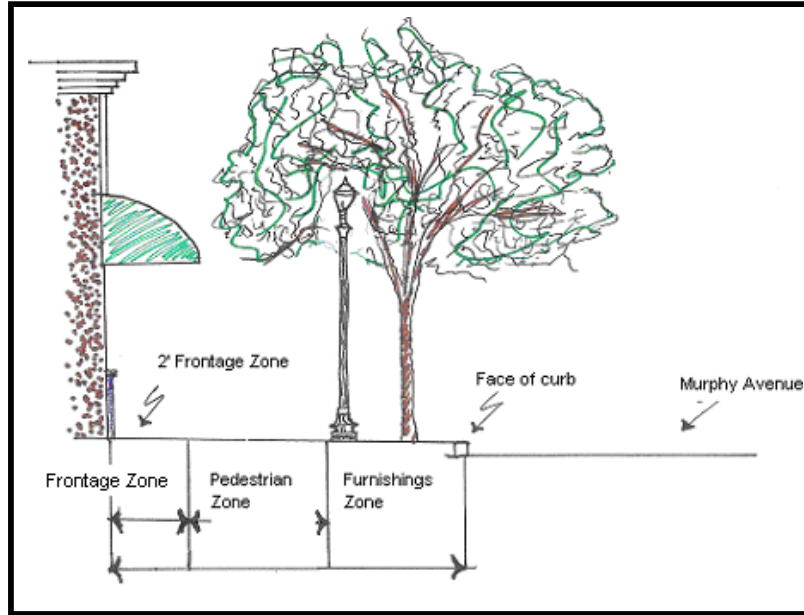 2' Frontage Zone
Face of curb
Murphy Avenue
Frontage Zone
Pedestrian
Zone
Furnishings
Zone